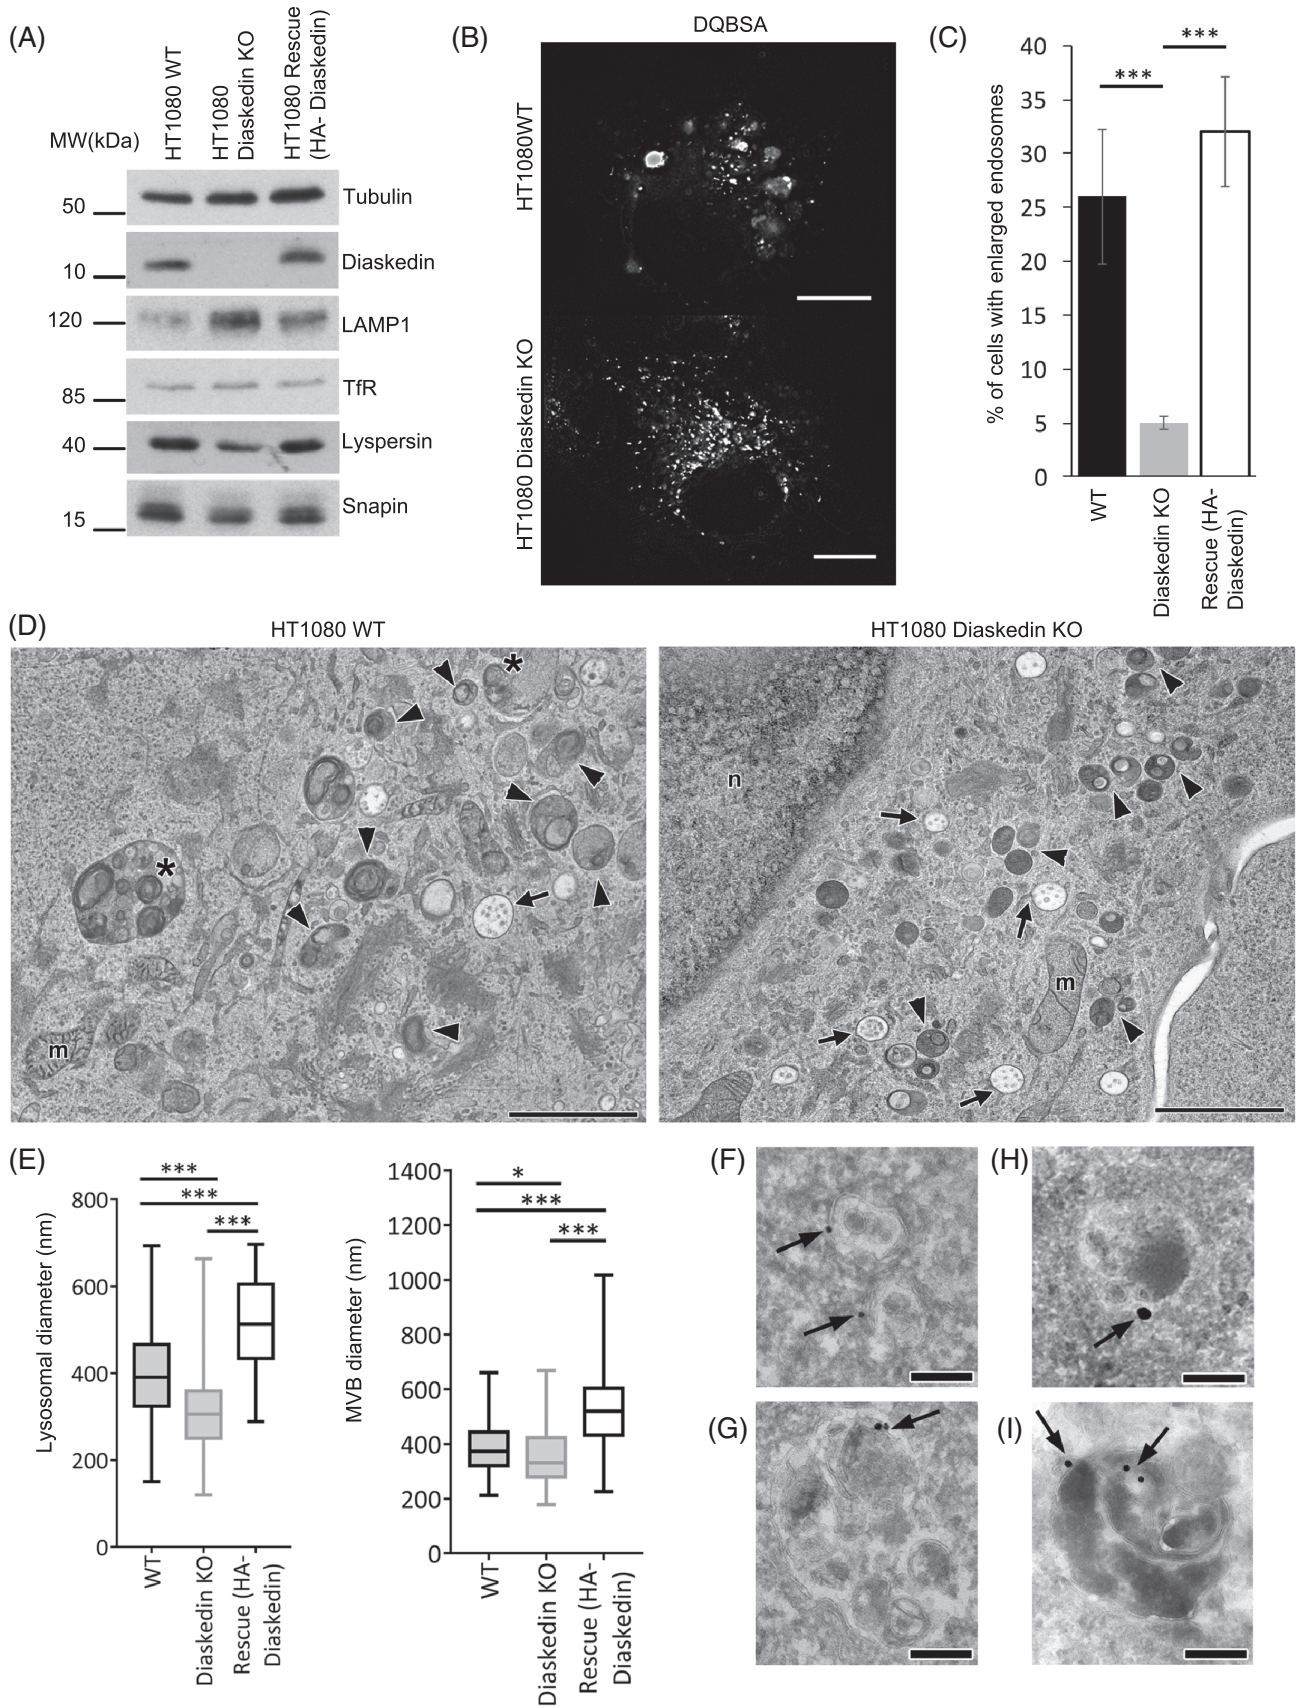 (A)
HT1080 WT
HT1080
Diaskedin KO
HT1080 Rescue
(HA- Diaskedin)
MW(kDa)
50
Tubulin
10
Diaskedin
120
LAMP1
85
TfR
40
Lyspersin
15
Snapin
(B)
DQBSA
HT1080WT
HT1080 Diaskedin KO
(C)
% of cells with enlarged endosomes
40
35
30
25
20
15
10
5
0
***
***
WT
Diaskedin KO
Rescue (HA-
Diaskedin)
(D)
HT1080 WT
*
*
m
HT1080 Diaskedin KO
n
m
(E)
Lysosomal diameter (nm)
800
600
400
200
0
***
***
***
WT
Diaskedin KO
Rescue (HA-
Diaskedin)
MVB diameter (nm)
1400
1200
1000
800
600
400
200
0
*
***
***
WT
Diaskedin KO
Rescue (HA-
Diaskedin)
(F)
(H)
(G)
(I)